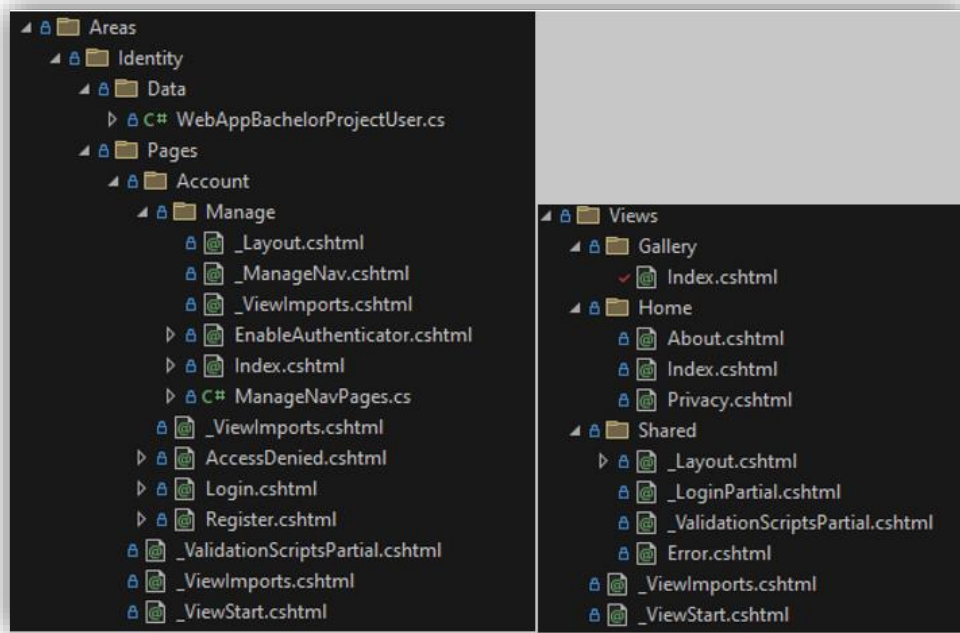 Areas
Identity
Data
C# WebAppBachelorProjectUser.cs
Pages
Account
Manage
_Layout.cshtml
_ManageNav.cshtml
_ViewImports.cshtml
EnableAuthenticator.cshtml
Index.cshtml
C# ManageNavPages.cs
_ViewImports.cshtml
AccessDenied.cshtml
Login.cshtml
Register.cshtml
_ValidationScriptsPartial.cshtml
_ViewImports.cshtml
_ViewStart.cshtml
Views
Gallery
Index.cshtml
Home
About.cshtml
Index.cshtml
Privacy.cshtml
Shared
_Layout.cshtml
_LoginPartial.cshtml
_ValidationScriptsPartial.cshtml
Error.cshtml
_ViewImports.cshtml
_ViewStart.cshtml